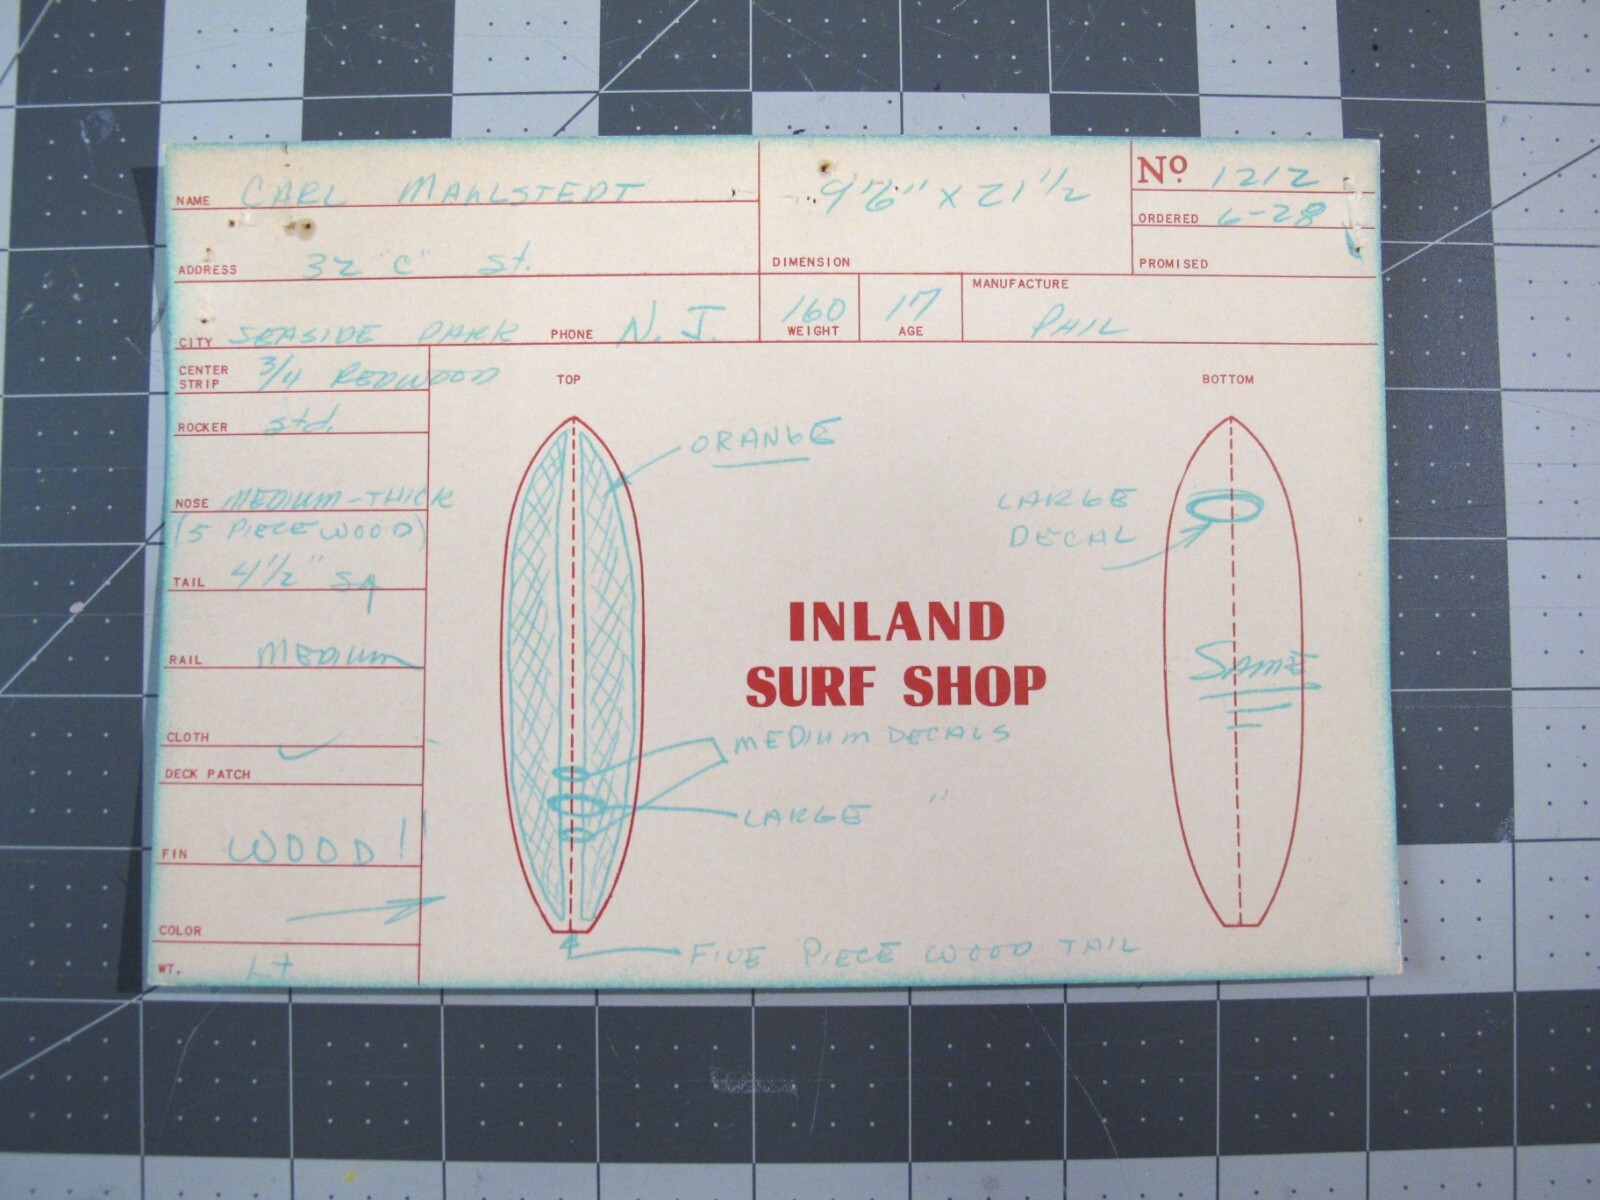 NAME CARL MAHLSTEDT
9'6" X 21 1/2
DIMENSION
No 1212
ORDERED 6-28
PROMISED
ADDRESS 32 "C" St.
CITY SEASIDE PARK PHONE N.J.
160
WEIGHT
17
AGE
MANUFACTURE
PHIL
CENTER STRIP 3/4 REDWOOD
ROCKER std.
NOSE MEDIUM-THICK
(5 PIECE WOOD)
TAIL 4 1/2" SQ
RAIL MEDIUM
CLOTH ✓
DECK PATCH
FIN WOOD!!
COLOR
WT. Lt
TOP
ORANGE
INLAND
SURF SHOP
MEDIUM DECALS
LARGE "
FIVE PIECE WOOD TAIL
BOTTOM
LARGE
DECAL
SAME